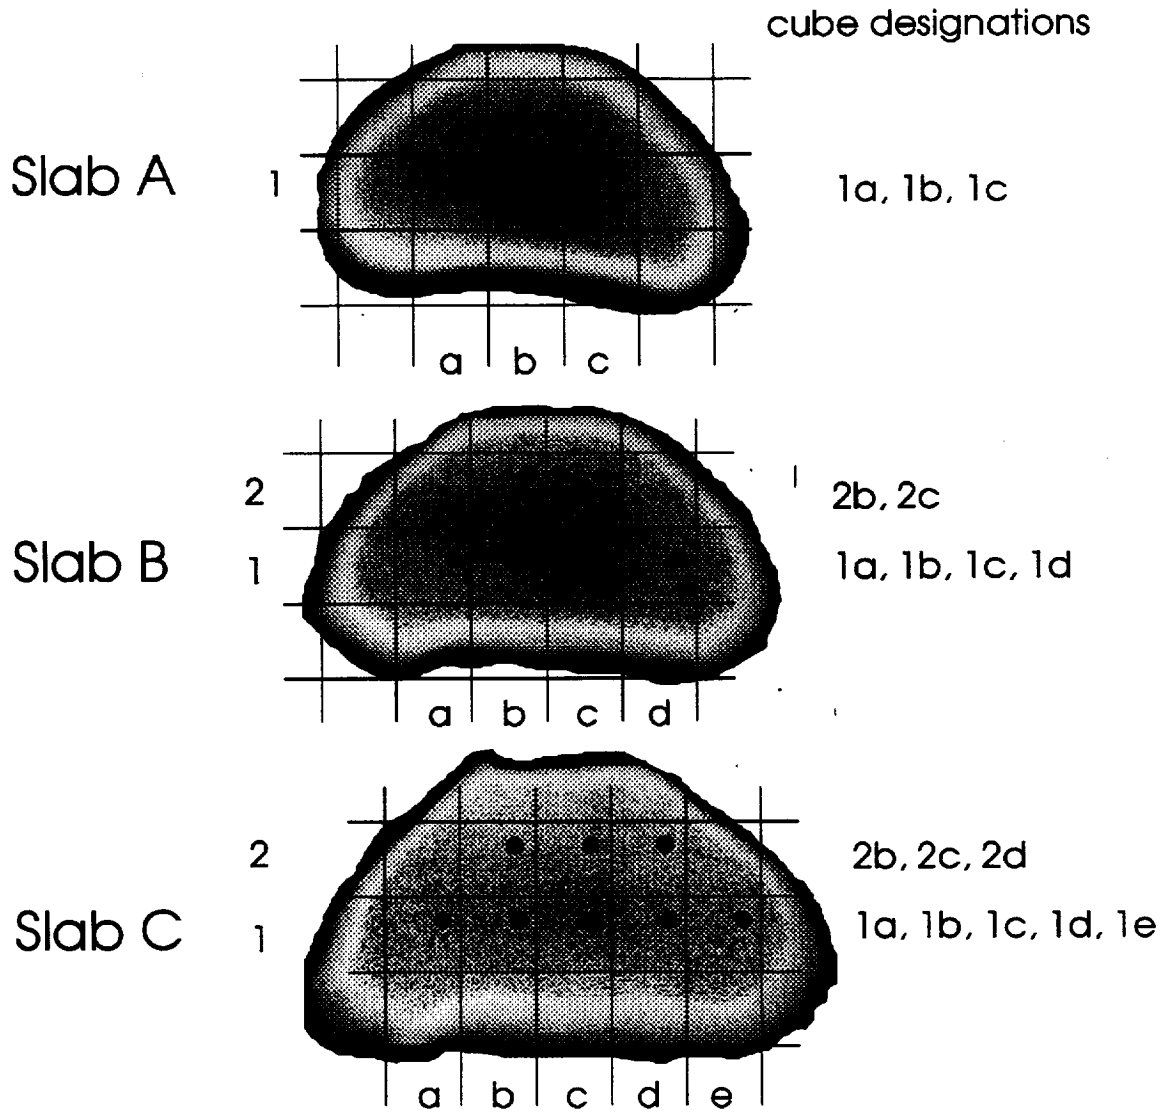 cube designations
Slab A
1
1a, 1b, 1c
a b c
2
2b, 2c
Slab B
1
1a, 1b, 1c, 1d
a b c d
2
2b, 2c, 2d
Slab C
1
1a, 1b, 1c, 1d, 1e
a b c d e